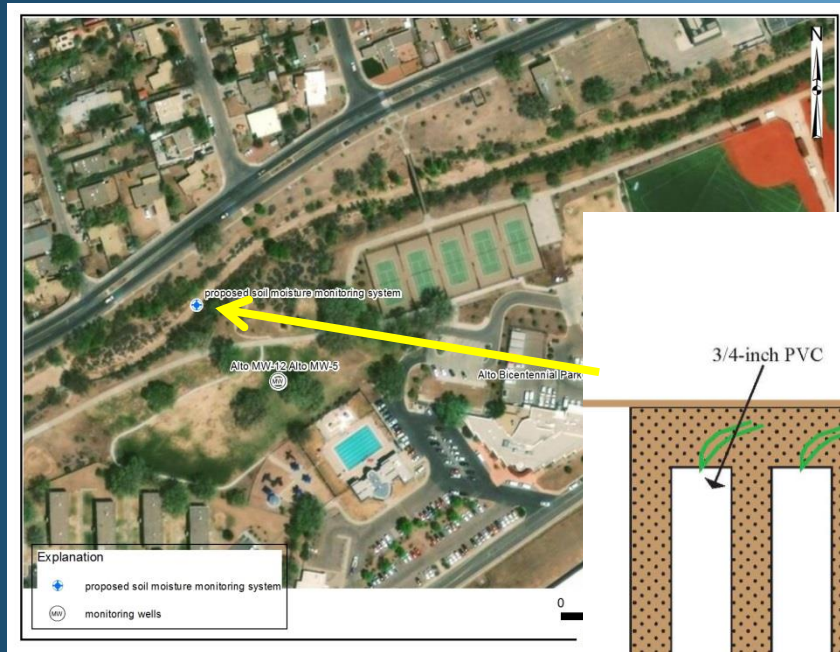 N
proposed soil moisture monitoring system
Alto MW-12 Alto MW-5
MW
Alto Bicentennial Park
3/4-inch PVC
Explanation
proposed soil moisture monitoring system
MW monitoring wells
0